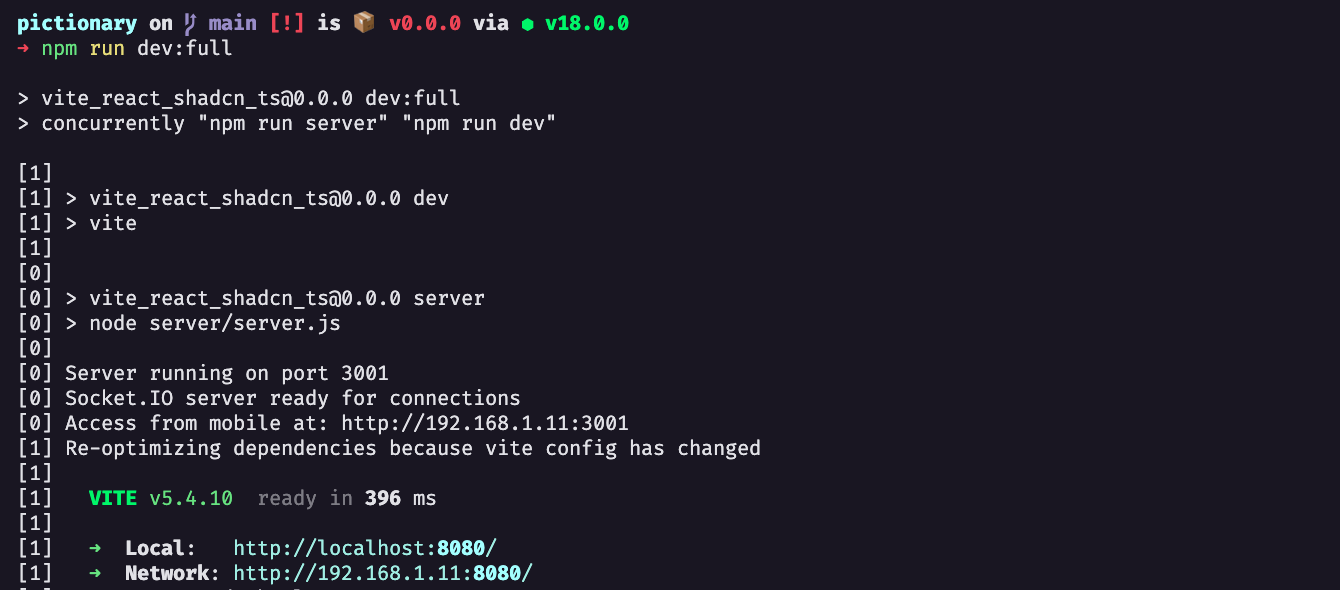 pictionary on main [!] is 📦 v0.0.0 via v18.0.0
➜ npm run dev:full
> vite_react_shadcn_ts@0.0.0 dev:full
> concurrently "npm run server" "npm run dev"
[1]
[1] > vite_react_shadcn_ts@0.0.0 dev
[1] > vite
[1]
[0]
[0] > vite_react_shadcn_ts@0.0.0 server
[0] > node server/server.js
[0]
[0] Server running on port 3001
[0] Socket.IO server ready for connections
[0] Access from mobile at: http://192.168.1.11:3001
[1] Re-optimizing dependencies because vite config has changed
[1]
[1] VITE v5.4.10 ready in 396 ms
[1]
[1] ➜ Local: http://localhost:8080/
[1] ➜ Network: http://192.168.1.11:8080/